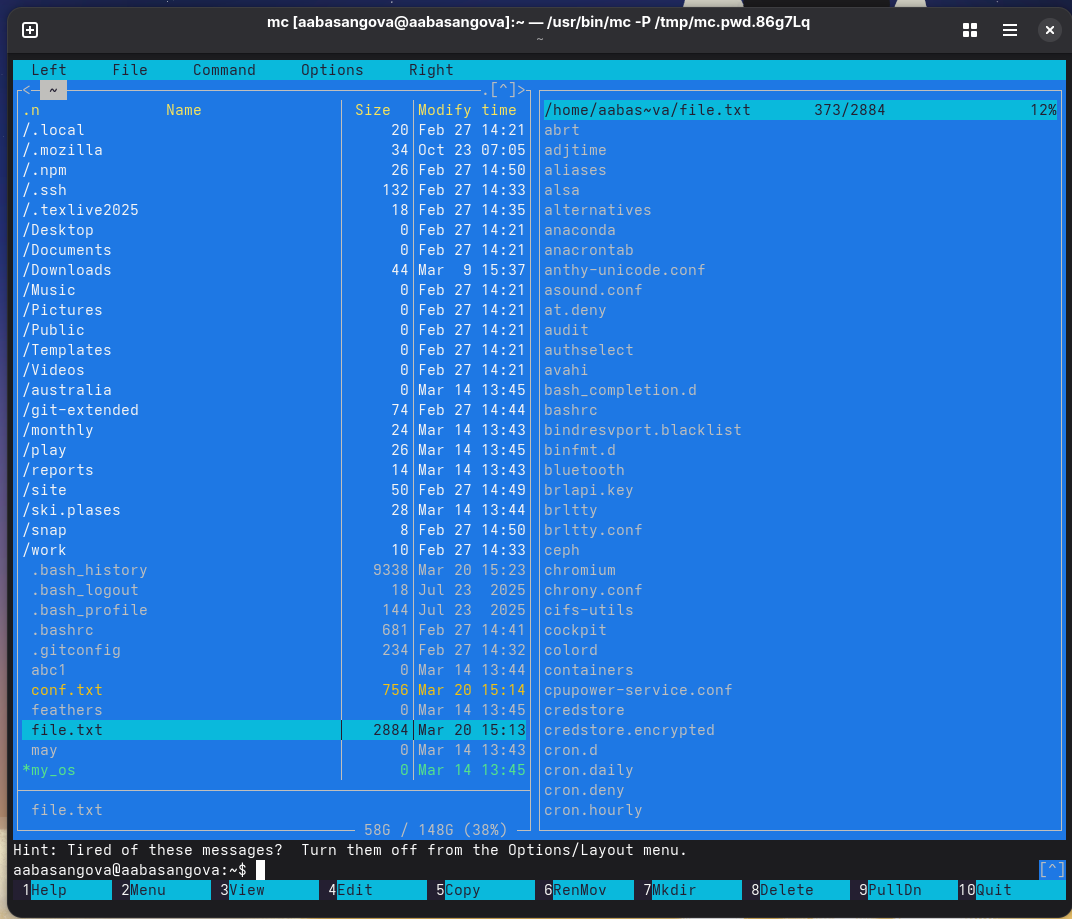 mc [aabasangova@aabasangova]:~ — /usr/bin/mc -P /tmp/mc.pwd.86g7Lq
~
Left File Command Options Right
<─ ~ ─.[^]>
.n Name Size Modify time
/.local 20 Feb 27 14:21
/.mozilla 34 Oct 23 07:05
/.npm 26 Feb 27 14:50
/.ssh 132 Feb 27 14:33
/.texlive2025 18 Feb 27 14:35
/Desktop 0 Feb 27 14:21
/Documents 0 Feb 27 14:21
/Downloads 44 Mar 9 15:37
/Music 0 Feb 27 14:21
/Pictures 0 Feb 27 14:21
/Public 0 Feb 27 14:21
/Templates 0 Feb 27 14:21
/Videos 0 Feb 27 14:21
/australia 0 Mar 14 13:45
/git-extended 74 Feb 27 14:44
/monthly 24 Mar 14 13:43
/play 26 Mar 14 13:45
/reports 14 Mar 14 13:43
/site 50 Feb 27 14:49
/ski.plases 28 Mar 14 13:44
/snap 8 Feb 27 14:50
/work 10 Feb 27 14:33
.bash_history 9338 Mar 20 15:23
.bash_logout 18 Jul 23 2025
.bash_profile 144 Jul 23 2025
.bashrc 681 Feb 27 14:41
.gitconfig 234 Feb 27 14:32
abc1 0 Mar 14 13:44
conf.txt 756 Mar 20 15:14
feathers 0 Mar 14 13:45
file.txt 2884 Mar 20 15:13
may 0 Mar 14 13:43
*my_os 0 Mar 14 13:45
file.txt
58G / 148G (38%)
/home/aabas~va/file.txt 373/2884 12%
abrt
adjtime
aliases
alsa
alternatives
anaconda
anacrontab
anthy-unicode.conf
asound.conf
at.deny
audit
authselect
avahi
bash_completion.d
bashrc
bindresvport.blacklist
binfmt.d
bluetooth
brlapi.key
brltty
brltty.conf
ceph
chromium
chrony.conf
cifs-utils
cockpit
colord
containers
cpupower-service.conf
credstore
credstore.encrypted
cron.d
cron.daily
cron.deny
cron.hourly
Hint: Tired of these messages? Turn them off from the Options/Layout menu.
aabasangova@aabasangova:~$ [^]
1Help 2Menu 3View 4Edit 5Copy 6RenMov 7Mkdir 8Delete 9PullDn 10Quit